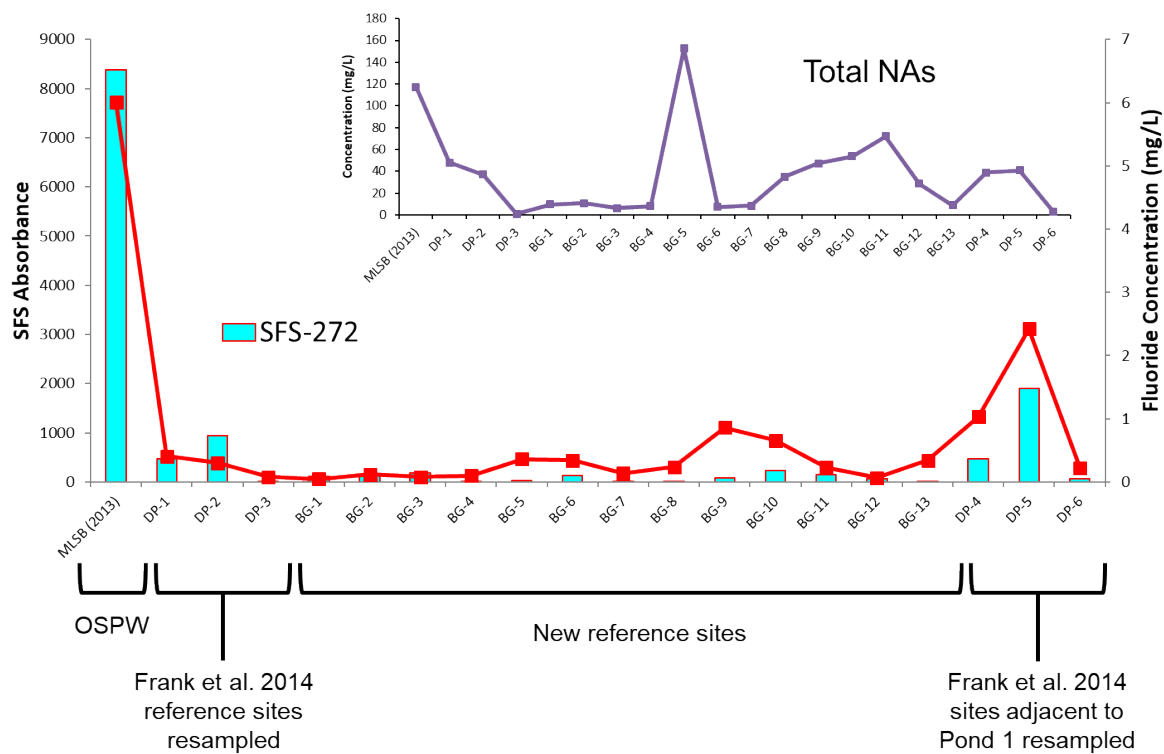 180
160
140
120
100
80
60
40
20
0
Concentration (mg/L)
Total NAs
MLSB (2013) DP-1 DP-2 DP-3 BG-1 BG-2 BG-3 BG-4 BG-5 BG-6 BG-7 BG-8 BG-9 BG-10 BG-11 BG-12 BG-13 DP-4 DP-5 DP-6
9000
8000
7000
6000
5000
4000
3000
2000
1000
0
SFS Absorbance
SFS-272
7
6
5
4
3
2
1
0
Fluoride Concentration (mg/L)
MLSB (2013) DP-1 DP-2 DP-3 BG-1 BG-2 BG-3 BG-4 BG-5 BG-6 BG-7 BG-8 BG-9 BG-10 BG-11 BG-12 BG-13 DP-4 DP-5 DP-6
OSPW
Frank et al. 2014
reference sites
resampled
New reference sites
Frank et al. 2014
sites adjacent to
Pond 1 resampled